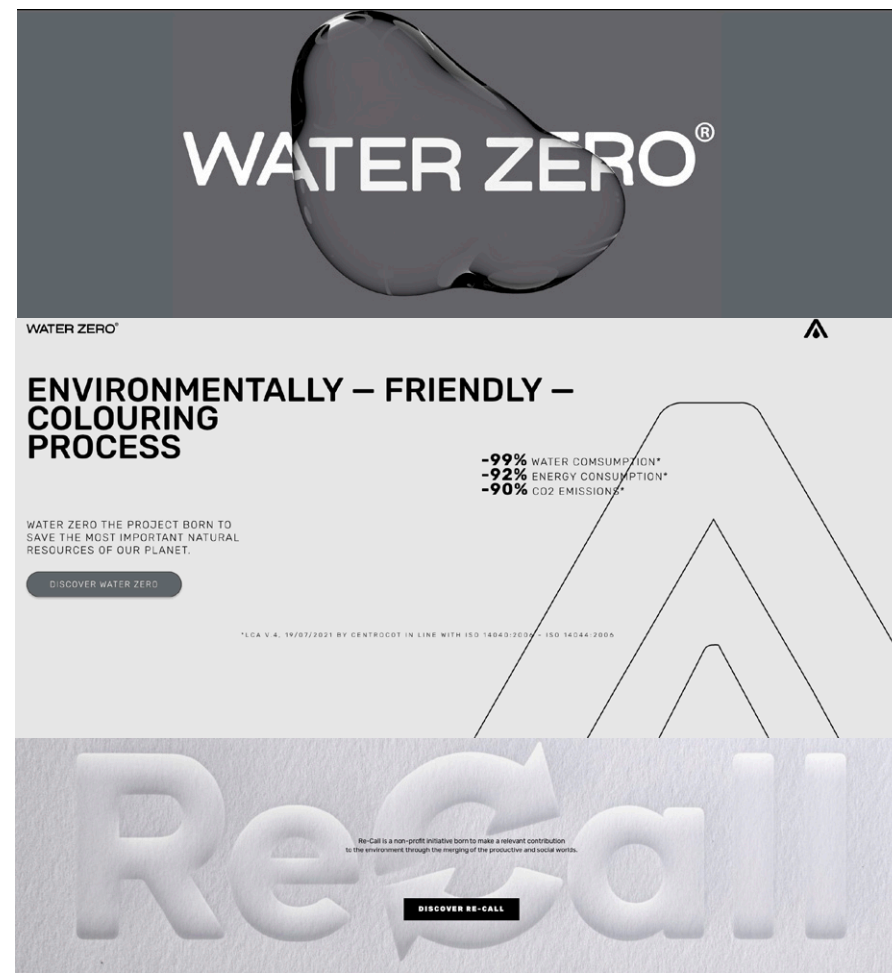 WATER ZERO®
WATER ZERO®
ENVIRONMENTALLY – FRIENDLY –
COLOURING
PROCESS
-99% WATER COMSUMPTION*
-92% ENERGY CONSUMPTION*
-90% CO2 EMISSIONS*
WATER ZERO THE PROJECT BORN TO
SAVE THE MOST IMPORTANT NATURAL
RESOURCES OF OUR PLANET.
DISCOVER WATER ZERO
*LCA V.4, 19/07/2021 BY CENTROCOT IN LINE WITH ISO 14040:2006 - ISO 14044:2006
ReCall
Re-Call is a non-profit initiative born to make a relevant contribution
to the environment through the merging of the productive and social worlds.
DISCOVER RE-CALL